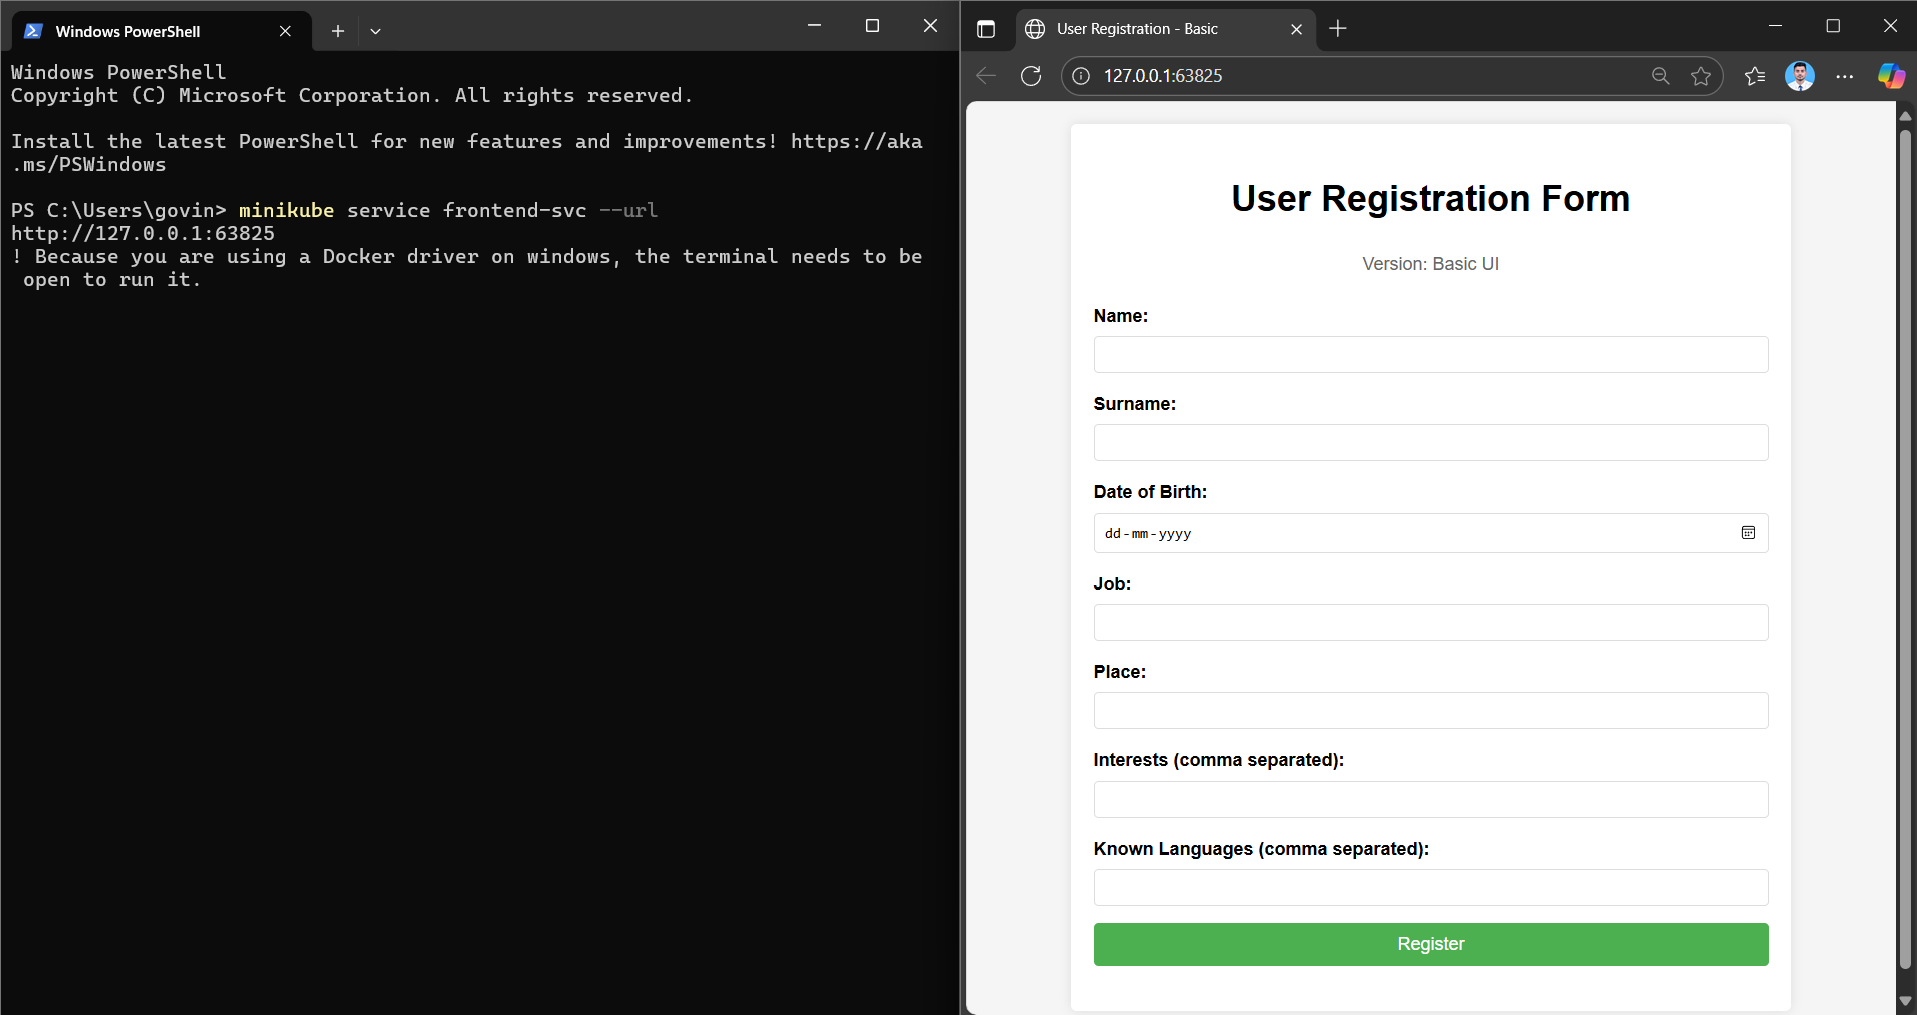 Windows PowerShell
Windows PowerShell
Copyright (C) Microsoft Corporation. All rights reserved.
Install the latest PowerShell for new features and improvements! https://aka
.ms/PSWindows
PS C:\Users\govin> minikube service frontend-svc --url
http://127.0.0.1:63825
! Because you are using a Docker driver on windows, the terminal needs to be
open to run it.
User Registration - Basic
127.0.0.1:63825
User Registration Form
Version: Basic UI
Name:
Surname:
Date of Birth:
dd-mm-yyyy
Job:
Place:
Interests (comma separated):
Known Languages (comma separated):
Register